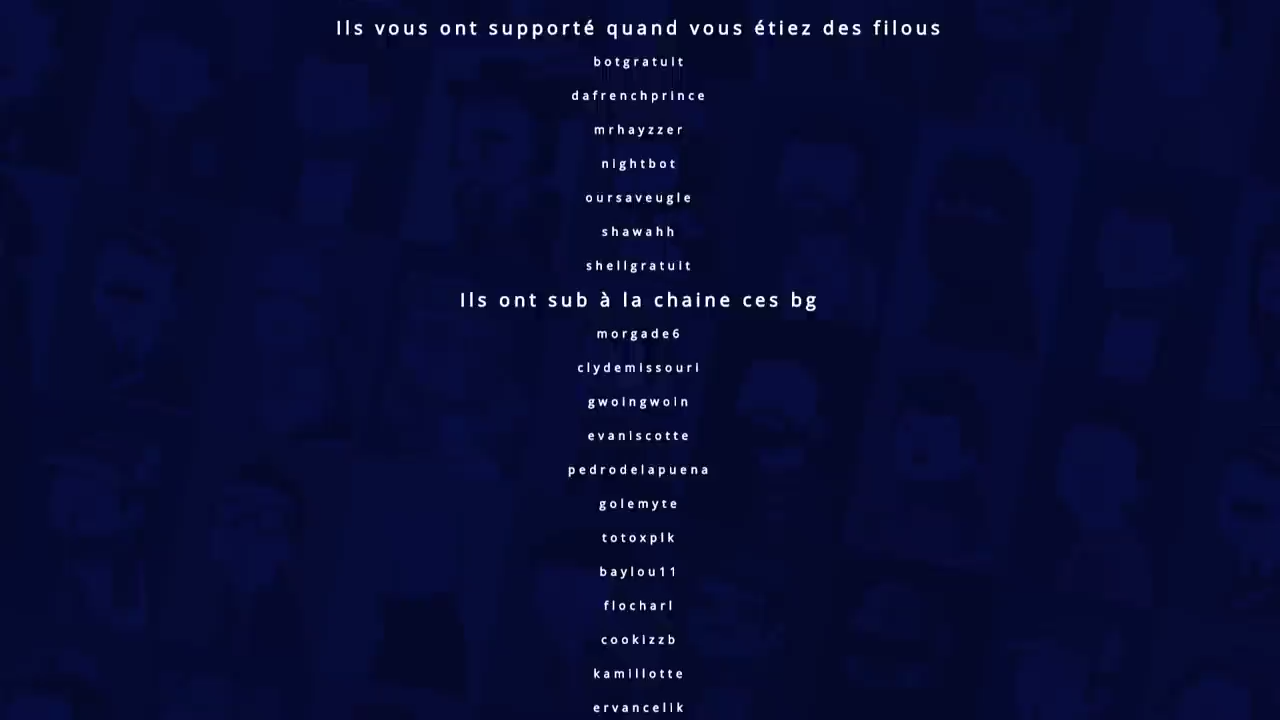 Ils vous ont supporté quand vous étiez des filous
botgratuit
dafrenchprince
mrhayzzer
nightbot
oursaveugle
shawahh
shellgratuit
Ils ont sub à la chaine ces bg
morgade6
clydemissouri
gwoingwoin
evaniscotte
pedrodelapuena
golemyte
totoxplk
baylou11
flocharl
cookizzb
kamillotte
ervancelik